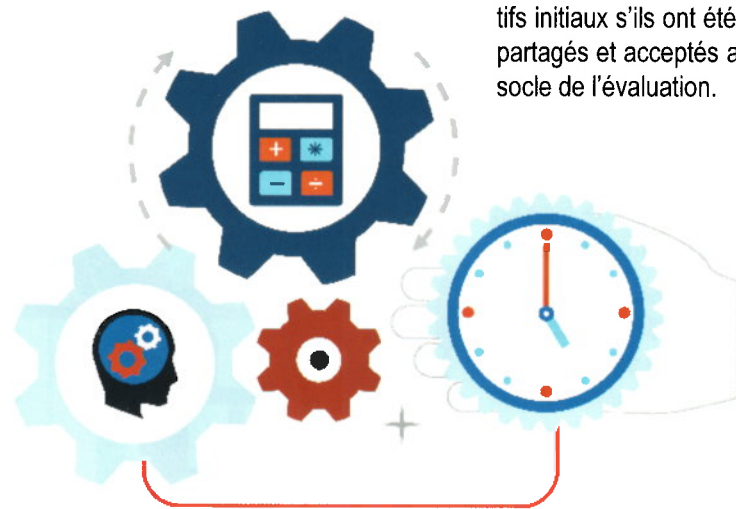 tifs initiaux s'ils ont été
partagés et acceptés a
socle de l'évaluation.